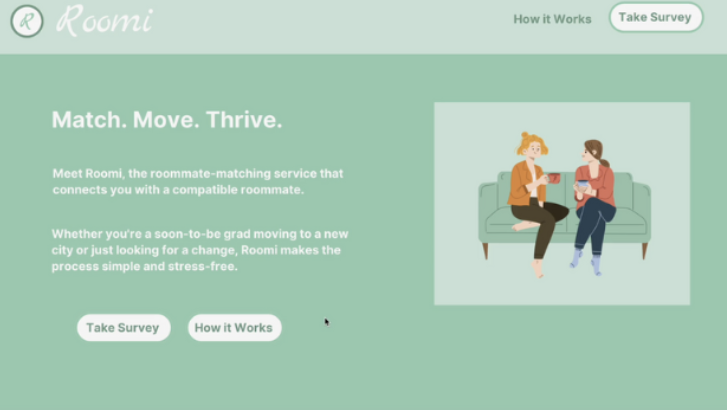 R Roomi
How it Works
Take Survey
Match. Move. Thrive.
Meet Roomi, the roommate-matching service that
connects you with a compatible roommate.
Whether you're a soon-to-be grad moving to a new
city or just looking for a change, Roomi makes the
process simple and stress-free.
Take Survey
How it Works